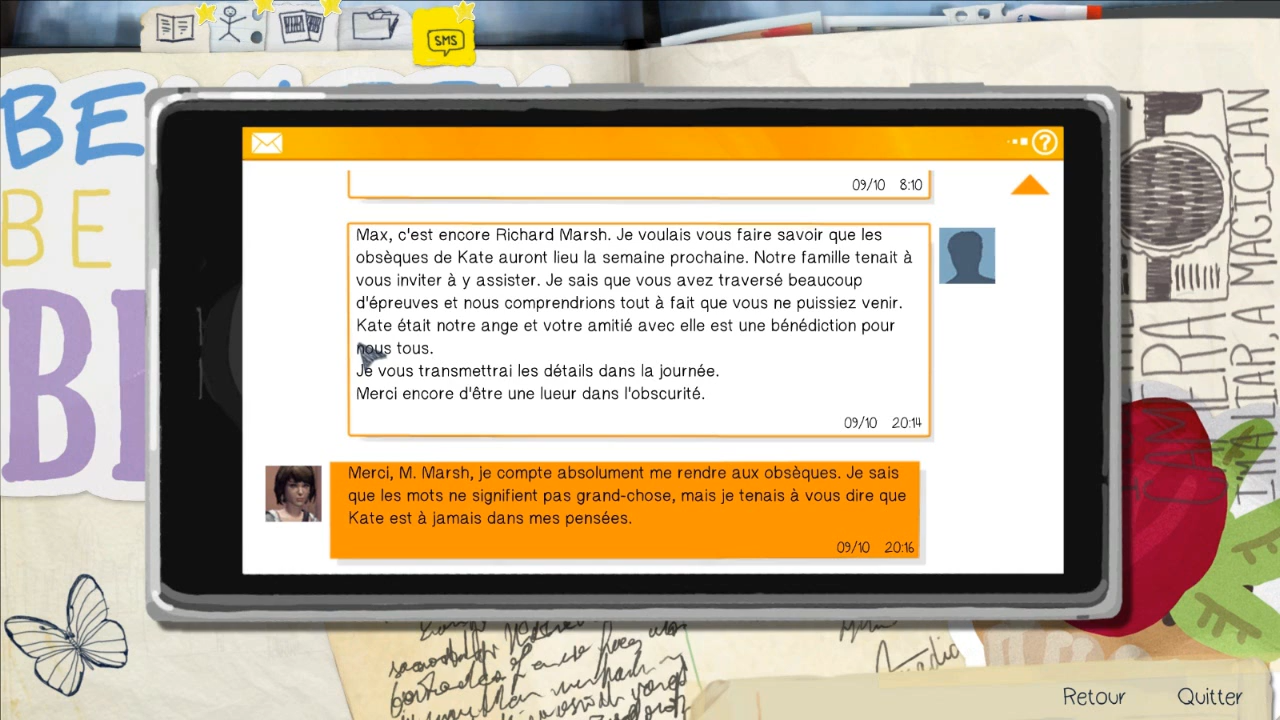 SMS
BE
BE
09/10 8:10
Max, c'est encore Richard Marsh. Je voulais vous faire savoir que les
obsèques de Kate auront lieu la semaine prochaine. Notre famille tenait à
vous inviter à y assister. Je sais que vous avez traversé beaucoup
d'épreuves et nous comprendrions tout à fait que vous ne puissiez venir.
Kate était notre ange et votre amitié avec elle est une bénédiction pour
nous tous.
Je vous transmettrai les détails dans la journée.
Merci encore d'être une lueur dans l'obscurité.
09/10 20:14
Merci, M. Marsh, je compte absolument me rendre aux obsèques. Je sais
que les mots ne signifient pas grand-chose, mais je tenais à vous dire que
Kate est à jamais dans mes pensées.
09/10 20:16
A MAGICIAN
Retour
Quitter